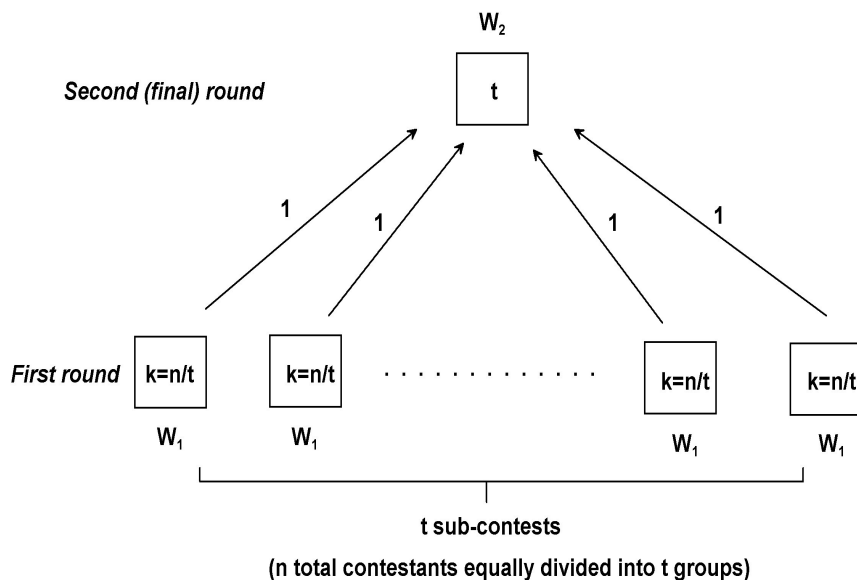 W₂
Second (final) round
t
1
1
1
1
First round
k=n/t
k=n/t
. . . . . . . . . . . . .
k=n/t
k=n/t
W₁
W₁
W₁
W₁
t sub-contests
(n total contestants equally divided into t groups)